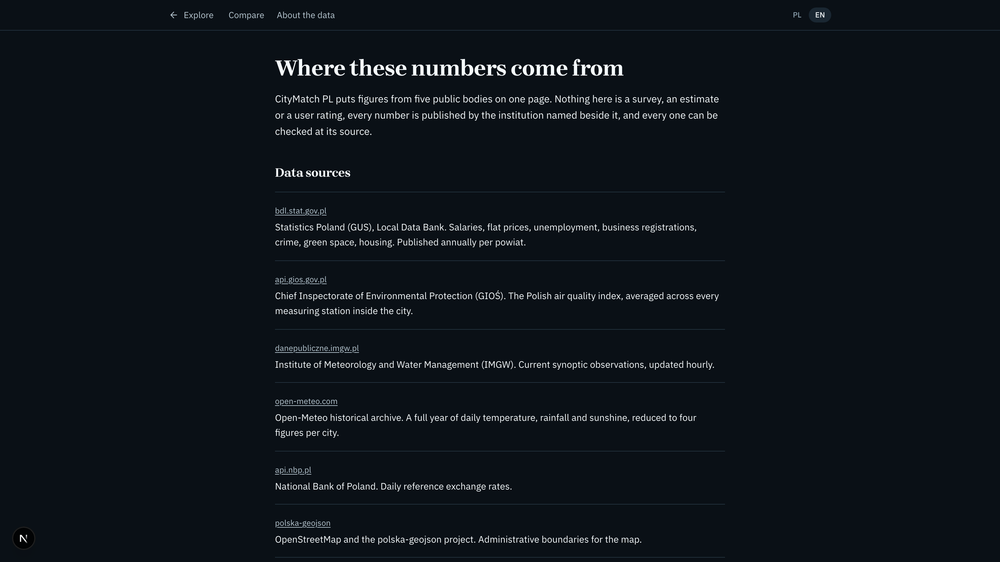 ← Explore Compare About the data PL EN
Where these numbers come from
CityMatch PL puts figures from five public bodies on one page. Nothing here is a survey, an estimate
or a user rating, every number is published by the institution named beside it, and every one can be
checked at its source.
Data sources
bdl.stat.gov.pl
Statistics Poland (GUS), Local Data Bank. Salaries, flat prices, unemployment, business registrations,
crime, green space, housing. Published annually per powiat.
api.gios.gov.pl
Chief Inspectorate of Environmental Protection (GIOŚ). The Polish air quality index, averaged across every
measuring station inside the city.
danepubliczne.imgw.pl
Institute of Meteorology and Water Management (IMGW). Current synoptic observations, updated hourly.
open-meteo.com
Open-Meteo historical archive. A full year of daily temperature, rainfall and sunshine, reduced to four
figures per city.
api.nbp.pl
National Bank of Poland. Daily reference exchange rates.
polska-geojson
OpenStreetMap and the polska-geojson project. Administrative boundaries for the map.
N